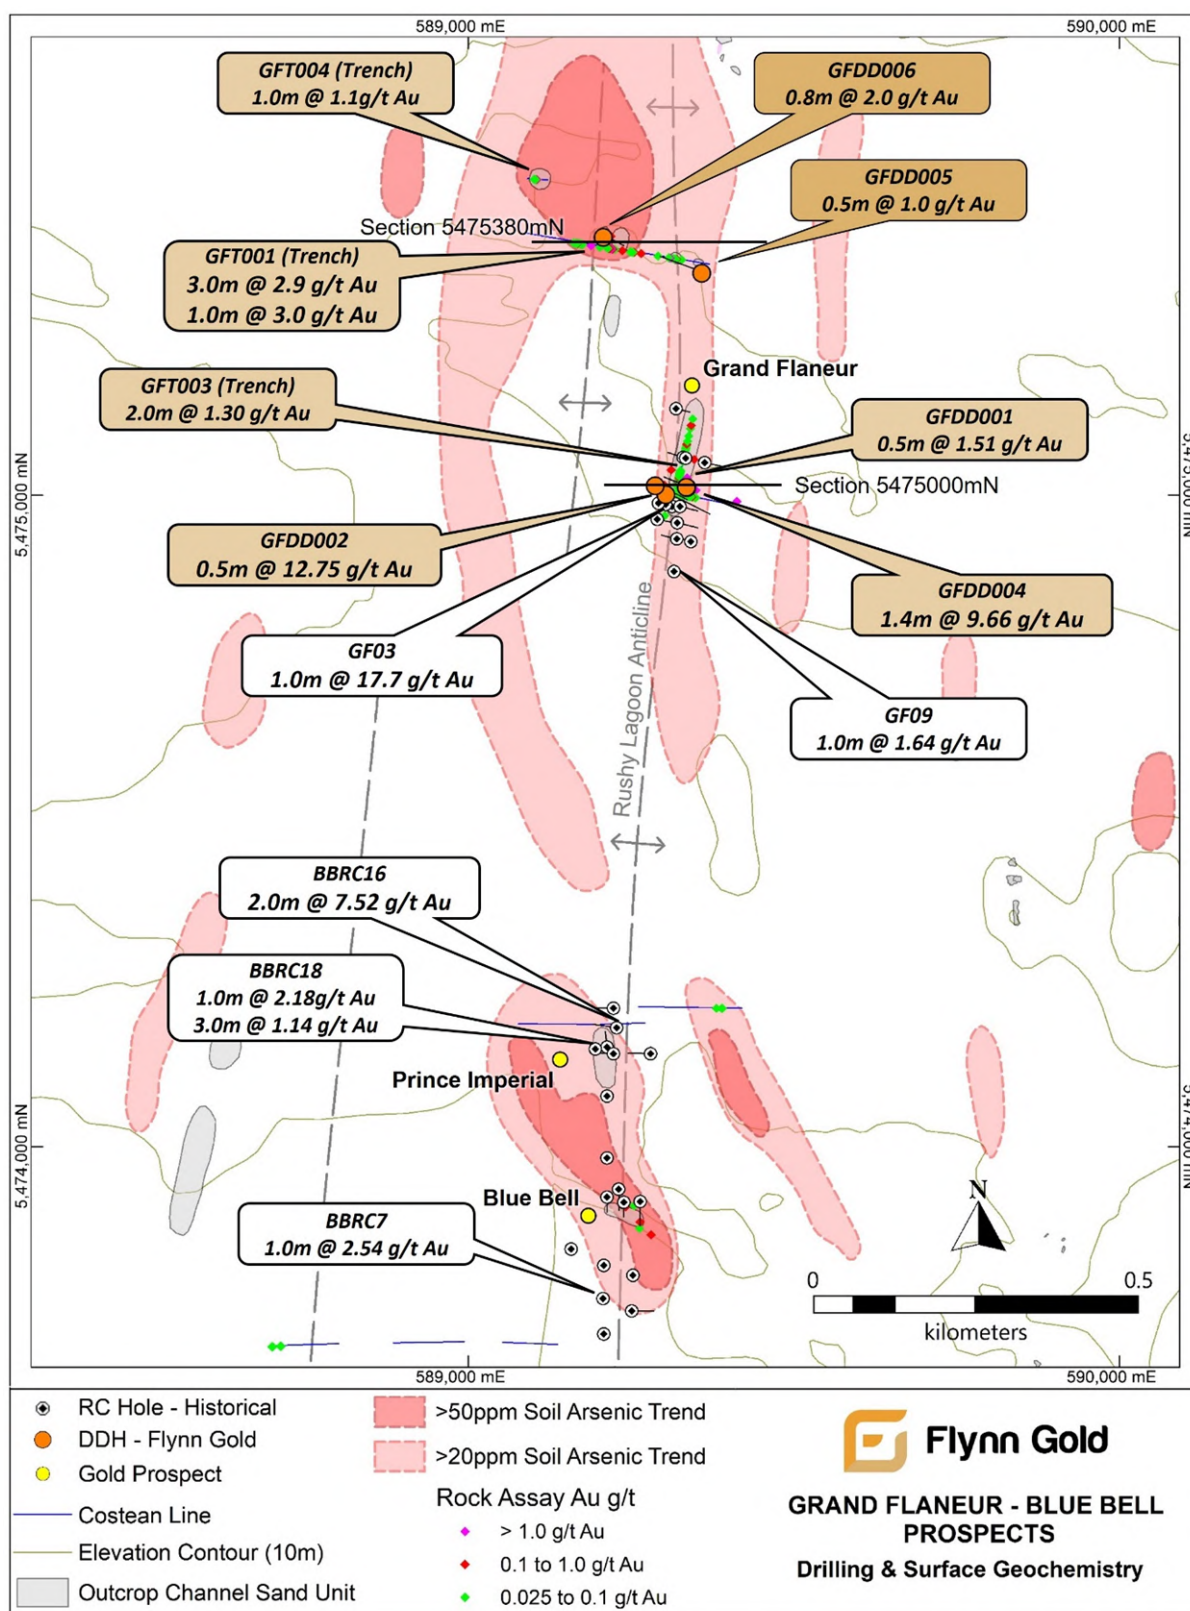 589,000 mE
590,000 mE
GFT004 (Trench)
1.0m @ 1.1g/t Au
GFDD006
0.8m @ 2.0 g/t Au
GFDD005
0.5m @ 1.0 g/t Au
Section 5475380mN
GFT001 (Trench)
3.0m @ 2.9 g/t Au
1.0m @ 3.0 g/t Au
Grand Flaneur
GFT003 (Trench)
2.0m @ 1.30 g/t Au
GFDD001
0.5m @ 1.51 g/t Au
Section 5475000mN
5,475,000 mN
5,475,000 mN
GFDD002
0.5m @ 12.75 g/t Au
GFDD004
1.4m @ 9.66 g/t Au
GF03
1.0m @ 17.7 g/t Au
Rushy Lagoon Anticline
GF09
1.0m @ 1.64 g/t Au
BBRC16
2.0m @ 7.52 g/t Au
BBRC18
1.0m @ 2.18g/t Au
3.0m @ 1.14 g/t Au
Prince Imperial
5,474,000 mN
5,474,000 mN
Blue Bell
BBRC7
1.0m @ 2.54 g/t Au
N
0 0.5
kilometers
589,000 mE
590,000 mE
RC Hole - Historical
DDH - Flynn Gold
Gold Prospect
Costean Line
Elevation Contour (10m)
Outcrop Channel Sand Unit
>50ppm Soil Arsenic Trend
>20ppm Soil Arsenic Trend
Rock Assay Au g/t
> 1.0 g/t Au
0.1 to 1.0 g/t Au
0.025 to 0.1 g/t Au
Flynn Gold
GRAND FLANEUR - BLUE BELL
PROSPECTS
Drilling & Surface Geochemistry